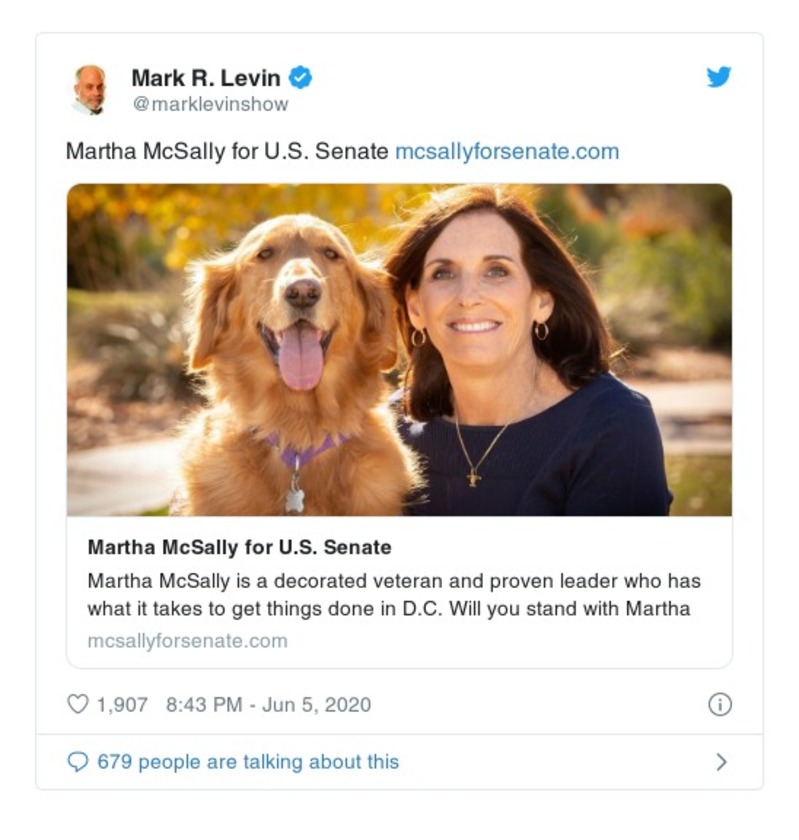 Mark R. Levin
@marklevinshow
Martha McSally for U.S. Senate mcsallyforsenate.com
Martha McSally for U.S. Senate
Martha McSally is a decorated veteran and proven leader who has
what it takes to get things done in D.C. Will you stand with Martha
mcsallyforsenate.com
1,907 8:43 PM - Jun 5, 2020
679 people are talking about this